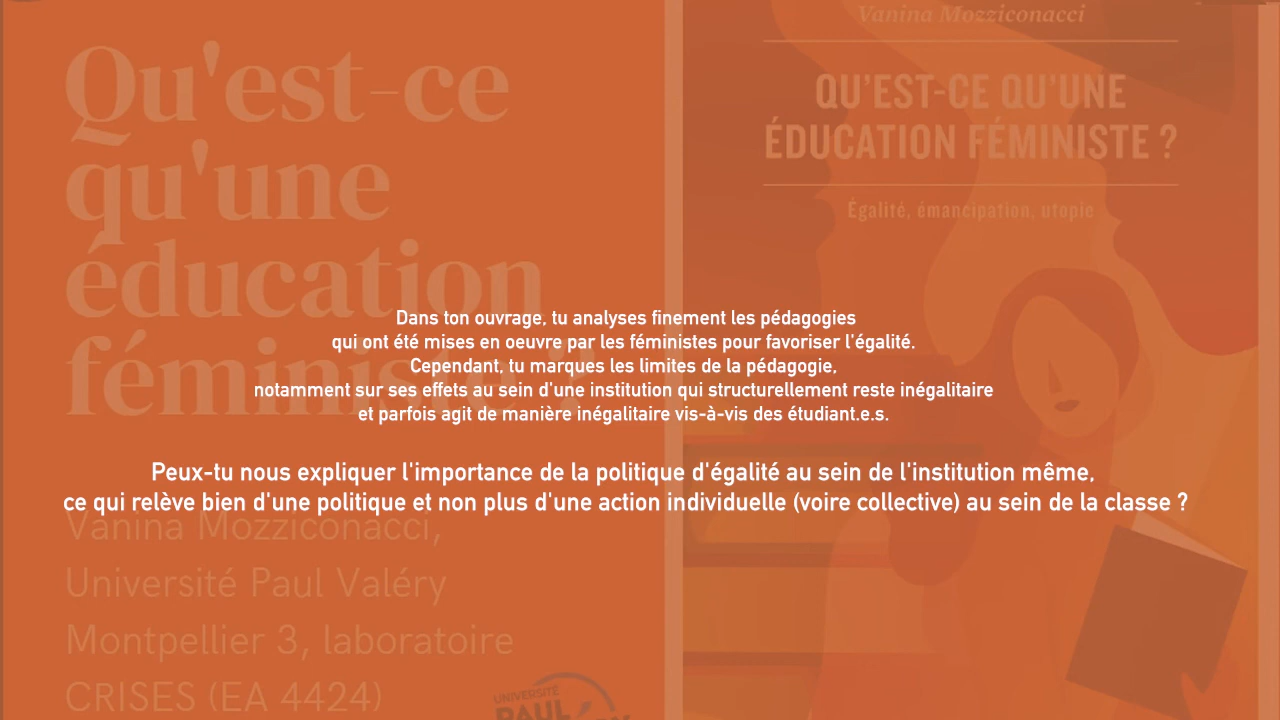 Vanina Mozziconacci
Qu'est-ce
qu'une
éducation
féministe ?
QU'EST-CE QU'UNE
ÉDUCATION FÉMINISTE ?
Égalité, émancipation, utopie
Dans ton ouvrage, tu analyses finement les pédagogies
qui ont été mises en oeuvre par les féministes pour favoriser l'égalité.
Cependant, tu marques les limites de la pédagogie,
notamment sur ses effets au sein d'une institution qui structurellement reste inégalitaire
et parfois agit de manière inégalitaire vis-à-vis des étudiant.e.s.
Peux-tu nous expliquer l'importance de la politique d'égalité au sein de l'institution même,
ce qui relève bien d'une politique et non plus d'une action individuelle (voire collective) au sein de la classe ?
Vanina Mozziconacci,
Université Paul Valéry
Montpellier 3, laboratoire
CRISES (EA 4424)
UNIVERSITÉ
PAUL